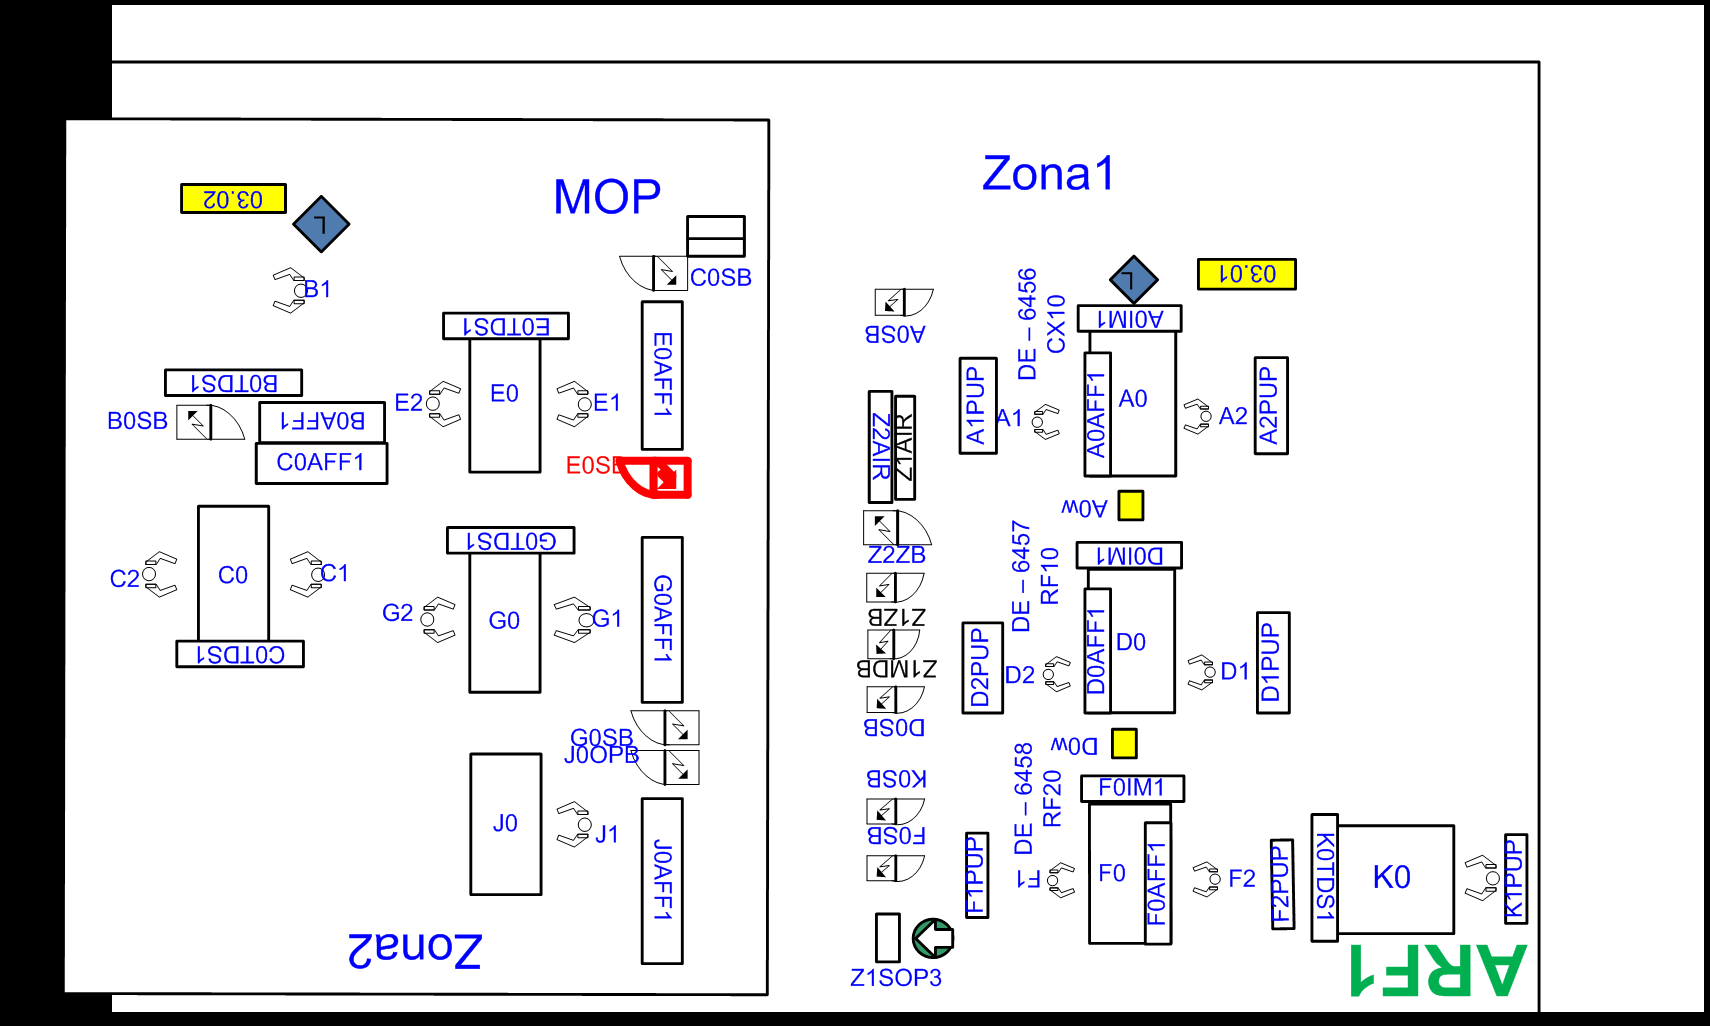 Zona1
MOP
03.02
L
B1
C0SB
E0TDS1
E0AFF1
B0TDS1
B0SB
B0AFF1
C0AFF1
E2
E0
E1
E0SB
C2
C0
C1
C0TDS1
G0TDS1
G2
G0
G1
G0AFF1
G0SB
J0OPB
J0
J1
J0AFF1
Zona2
A0SB
Z2AIR
Z1AIR
Z2ZB
Z1ZB
Z1MDB
D0SB
K0SB
F0SB
Z1SOP3
DE – 6456
CX10
L
03.01
A0IM1
A1PUP
A1
A0AFF1
A0
A2
A2PUP
A0w
DE – 6457
RF10
D0IM1
D2PUP
D2
D0AFF1
D0
D1
D1PUP
D0w
DE – 6458
RF20
F0IM1
F1PUP
F1
F0
F0AFF1
F2
F2PUP
K0TDS1
K0
K1PUP
ARF1